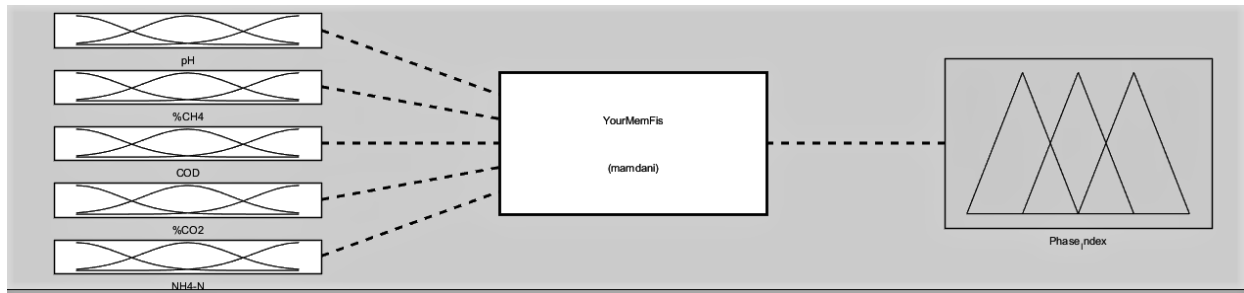 pH
%CH4
COD
%CO2
NH4-N
YourMemFis
(mamdani)
Phase_index